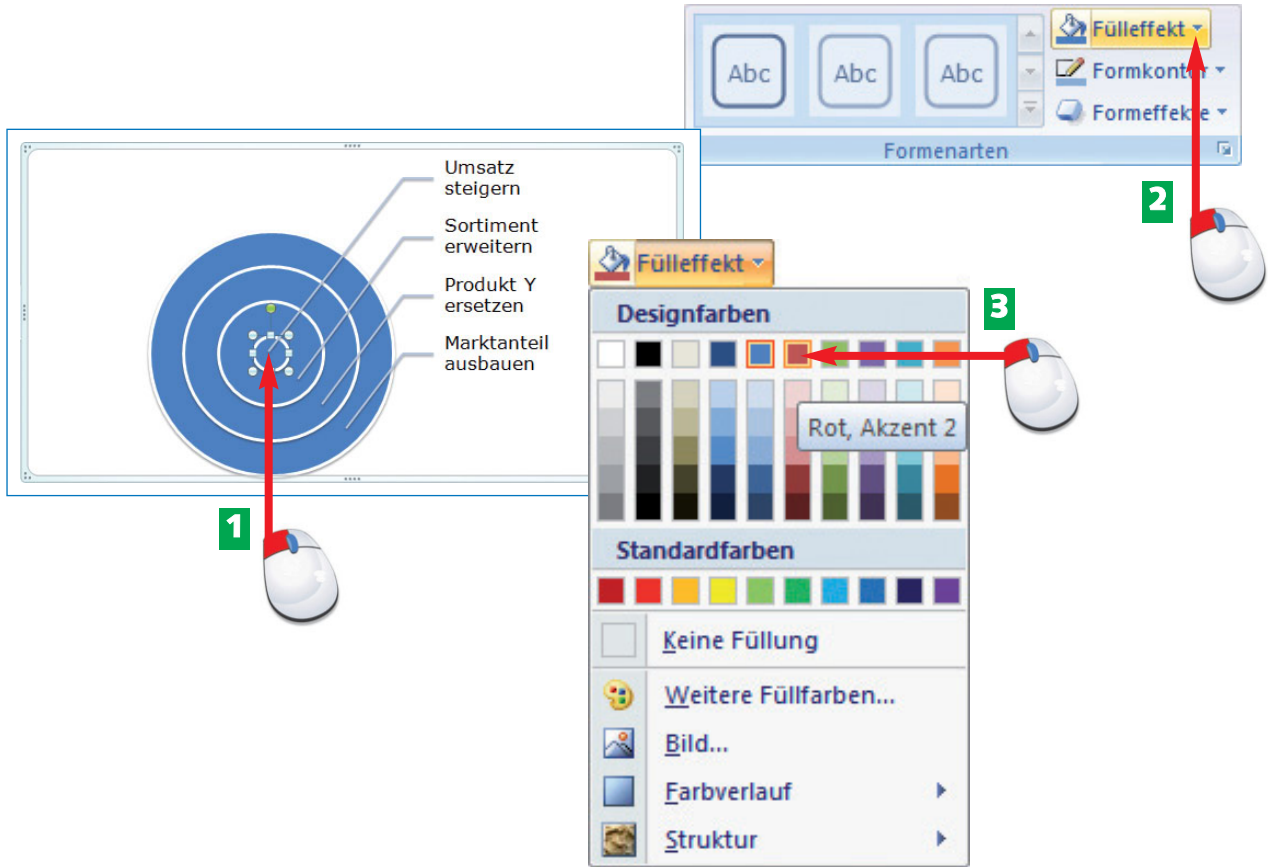 Abc Abc Abc
Fülleffekt
Formkontur
Formeffekte
Formenarten
2
Umsatz
steigern
Sortiment
erweitern
Produkt Y
ersetzen
Marktanteil
ausbauen
1
Fülleffekt
Designfarben
3
Rot, Akzent 2
Standardfarben
Keine Füllung
Weitere Füllfarben...
Bild...
Farbverlauf
Struktur